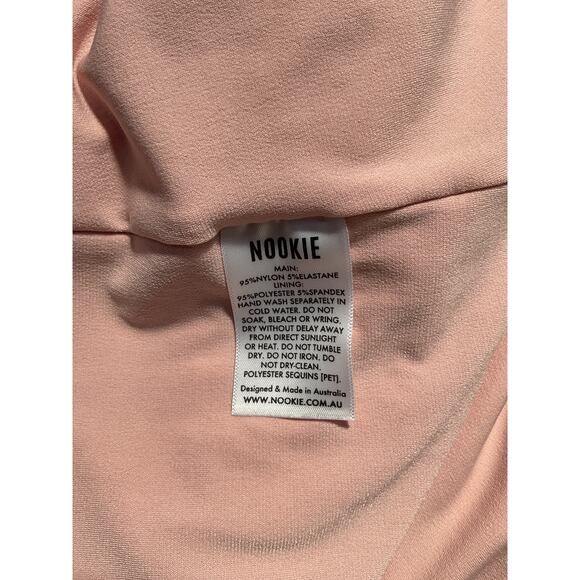 NOOKIE
MAIN:
95%NYLON 5%ELASTANE
LINING:
95%POLYESTER 5%SPANDEX
HAND WASH SEPARATELY IN
COLD WATER. DO NOT
SOAK, BLEACH OR WRING,
DRY WITHOUT DELAY AWAY
FROM DIRECT SUNLIGHT
OR HEAT. DO NOT TUMBLE
DRY. DO NOT IRON. DO
NOT DRY-CLEAN.
POLYESTER SEQUINS [PET].
Designed & Made in Australia
WWW.NOOKIE.COM.AU